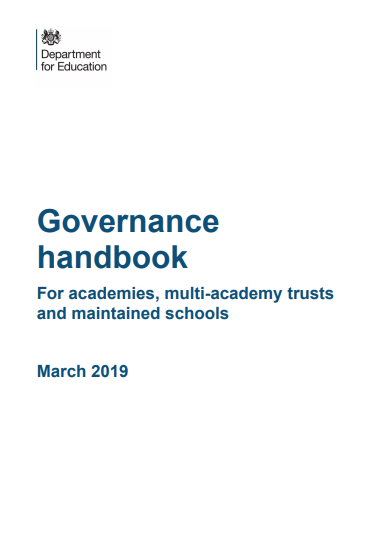 Department
for Education
Governance
handbook
For academies, multi-academy trusts
and maintained schools
March 2019